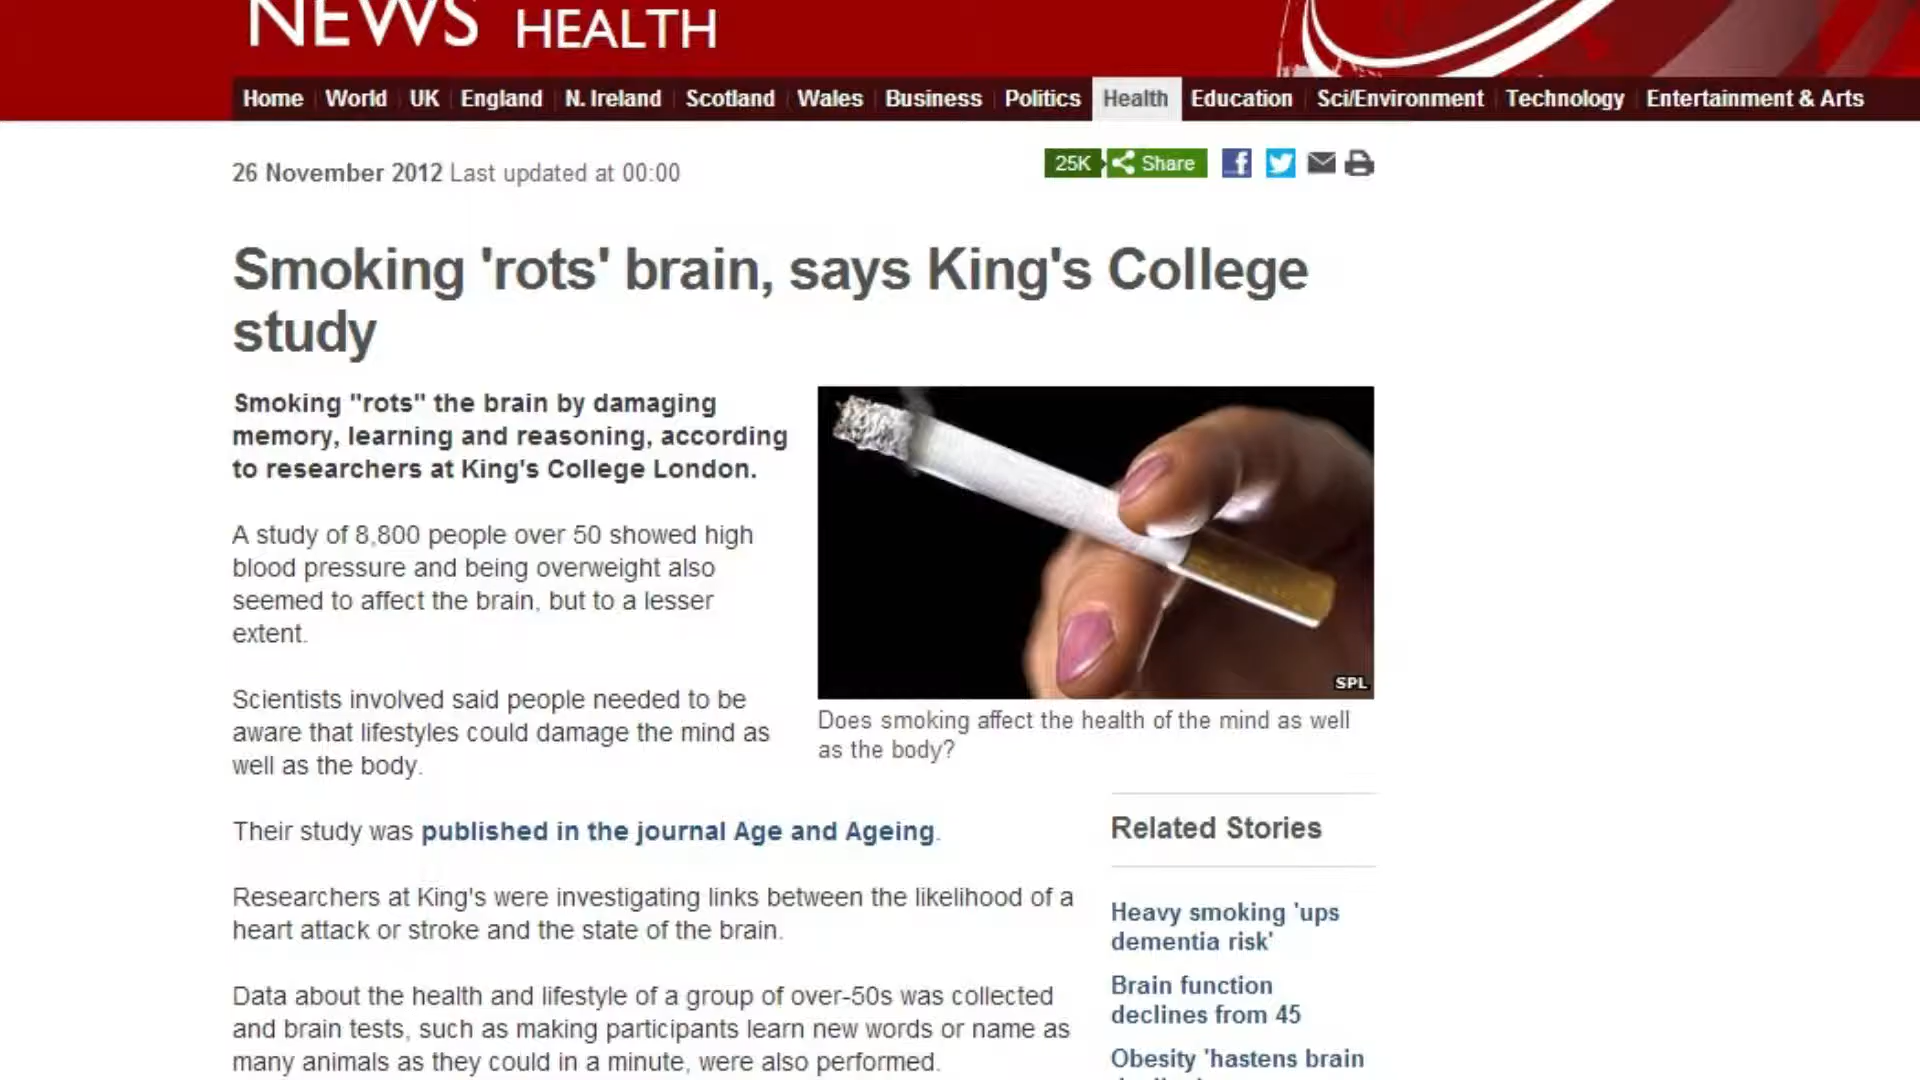 NEWS HEALTH
Home World UK England N. Ireland Scotland Wales Business Politics Health Education Sci/Environment Technology Entertainment & Arts
26 November 2012 Last updated at 00:00
25K Share
Smoking 'rots' brain, says King's College
study
Smoking "rots" the brain by damaging
memory, learning and reasoning, according
to researchers at King's College London.
A study of 8,800 people over 50 showed high
blood pressure and being overweight also
seemed to affect the brain, but to a lesser
extent.
Scientists involved said people needed to be
aware that lifestyles could damage the mind as
well as the body.
SPL
Does smoking affect the health of the mind as well
as the body?
Their study was published in the journal Age and Ageing.
Researchers at King's were investigating links between the likelihood of a
heart attack or stroke and the state of the brain.
Data about the health and lifestyle of a group of over-50s was collected
and brain tests, such as making participants learn new words or name as
many animals as they could in a minute, were also performed.
Related Stories
Heavy smoking 'ups
dementia risk'
Brain function
declines from 45
Obesity 'hastens brain